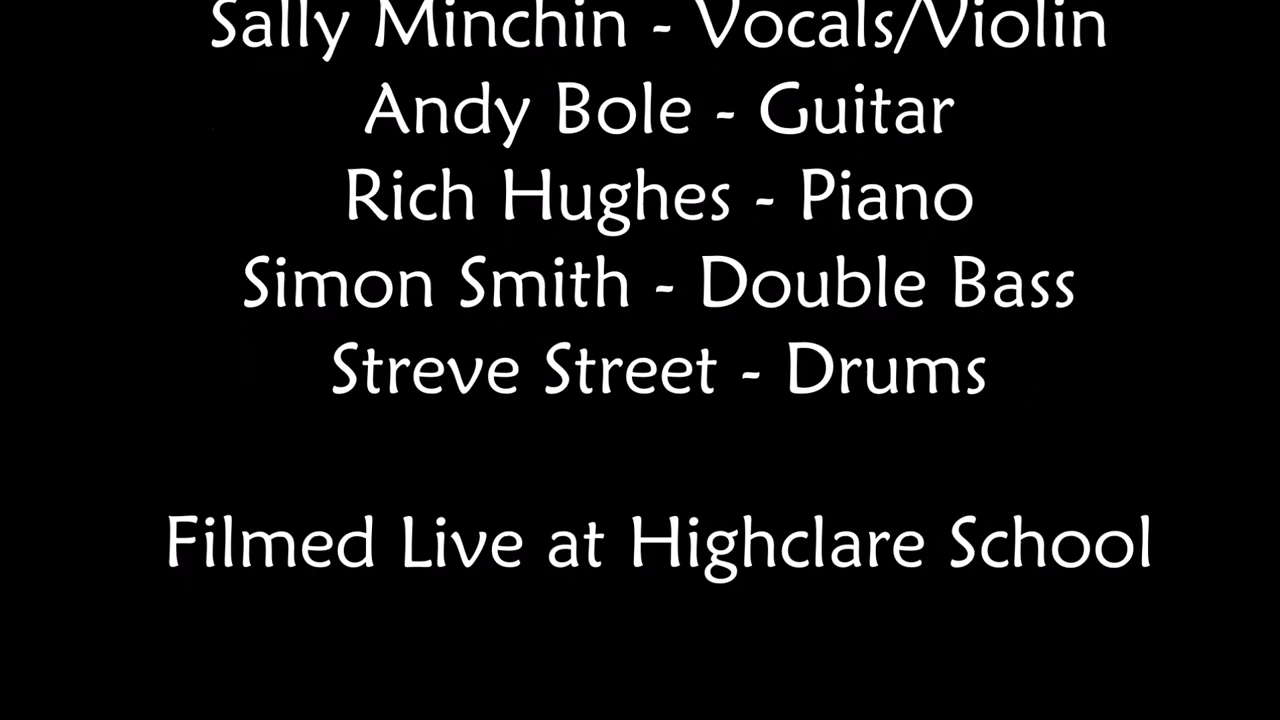 Sally Minchin - Vocals/Violin
Andy Bole - Guitar
Rich Hughes - Piano
Simon Smith - Double Bass
Streve Street - Drums
Filmed Live at Highclare School